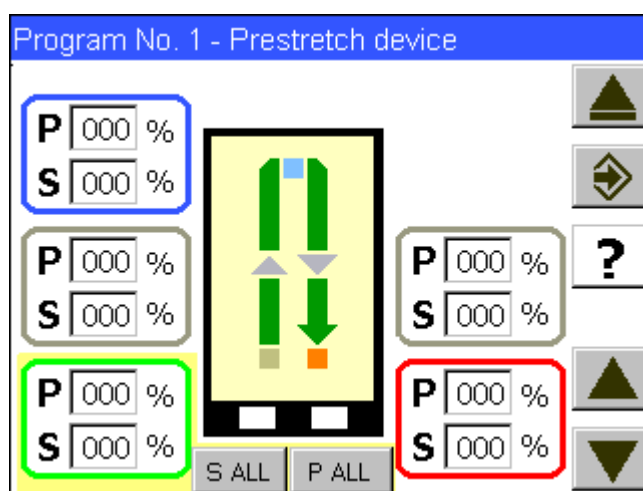 Program No. 1 - Prestretch device
P 000 %
S 000 %
P 000 %
S 000 %
P 000 %
S 000 %
P 000 %
S 000 %
P 000 %
S 000 %
?
S ALL
P ALL